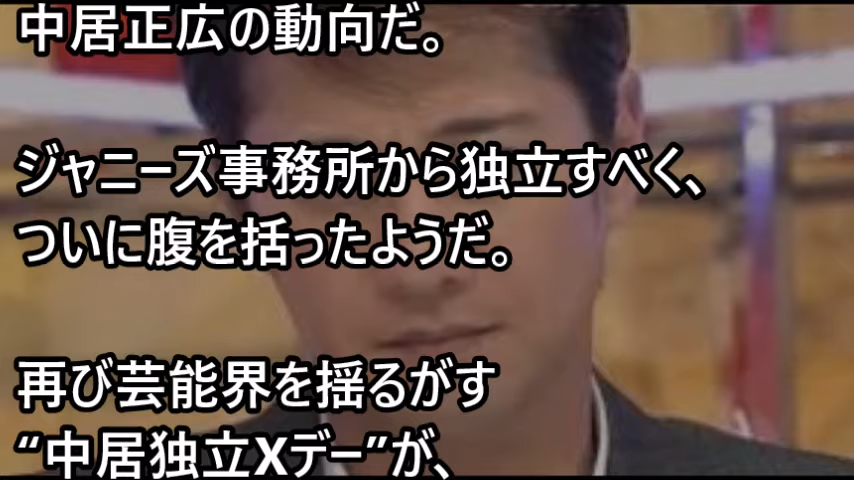 中居正広の動向だ。
ジャニーズ事務所から独立すべく、
ついに腹を括ったようだ。
再び芸能界を揺るがす
“中居独立Xデー”が、